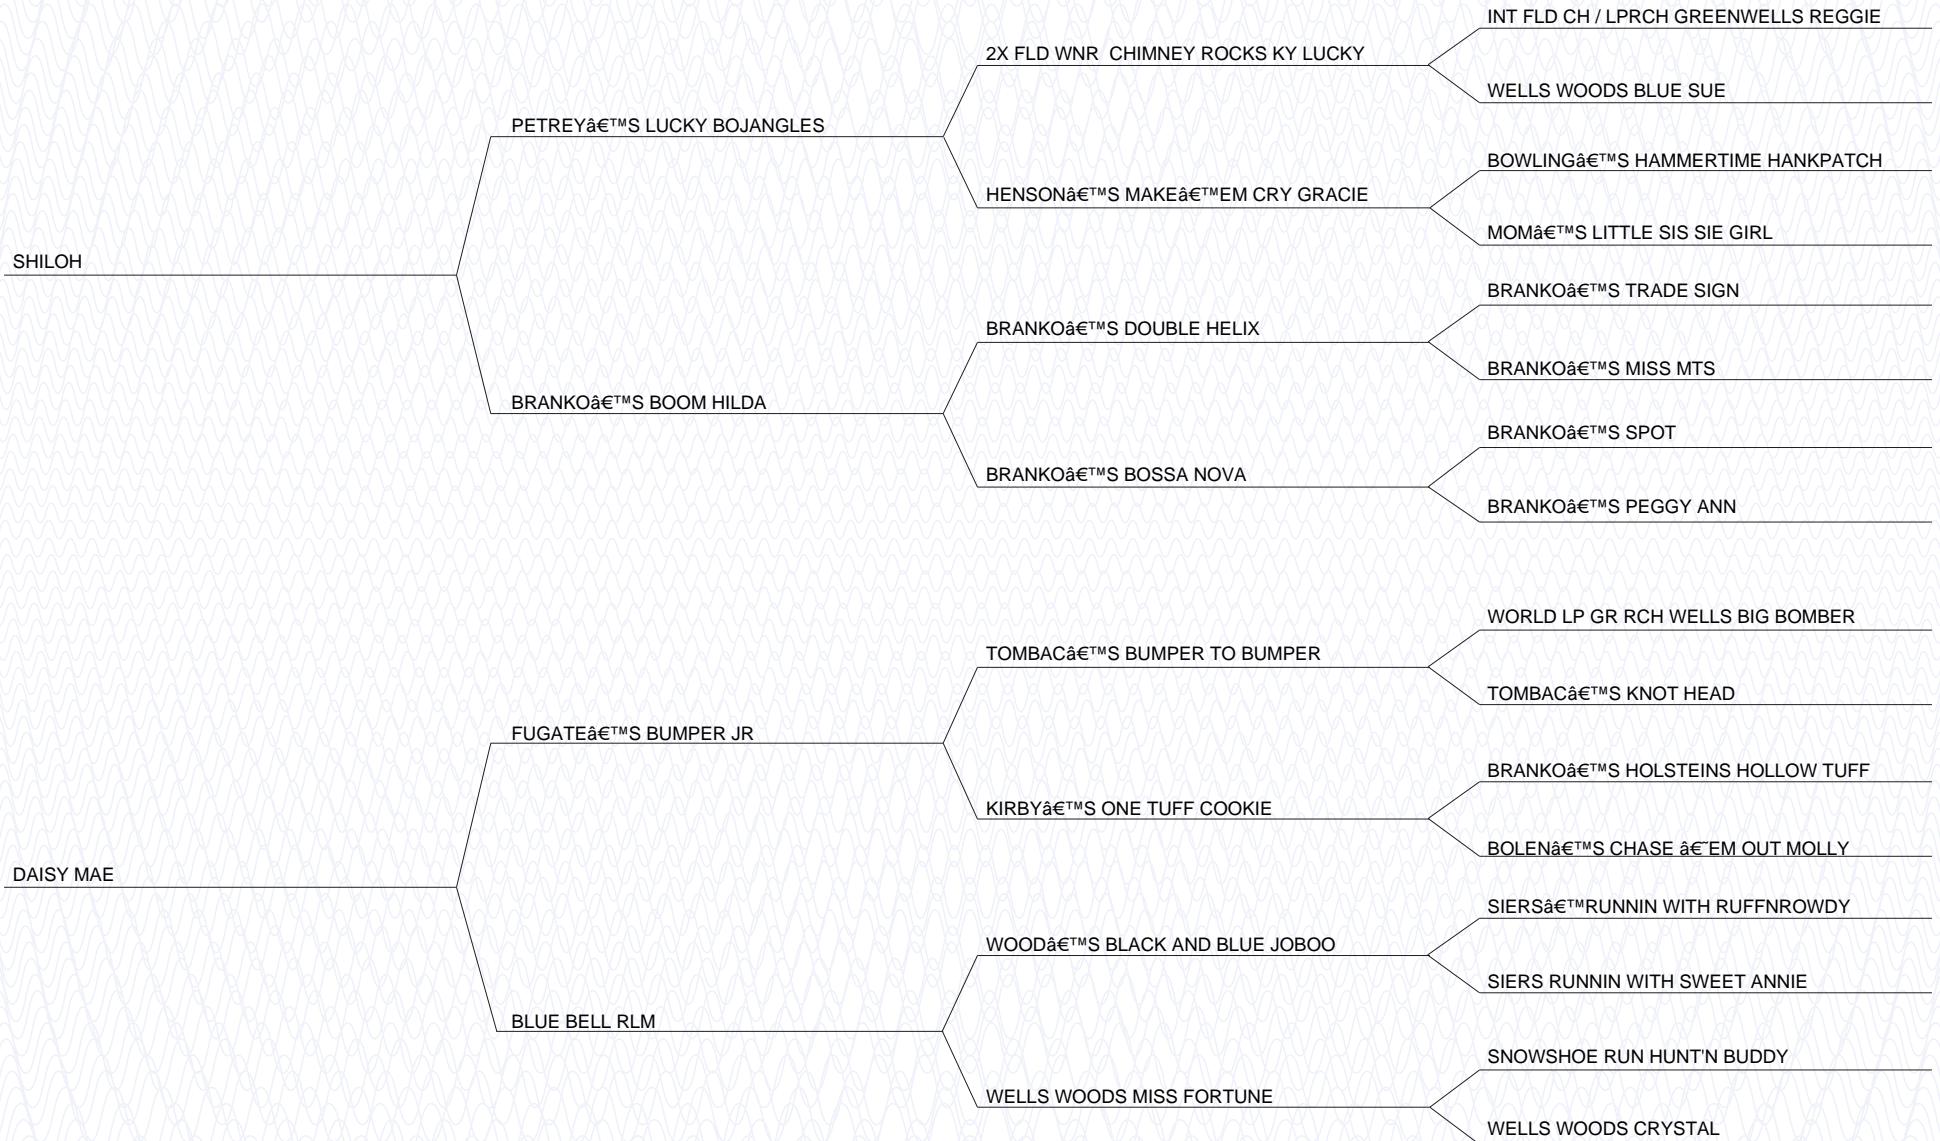 INT FLD CH / LPRCH GREENWELLS REGGIE
2X FLD WNR  CHIMNEY ROCKS KY LUCKY
WELLS WOODS BLUE SUE
PETREYâ€™S LUCKY BOJANGLES
BOWLINGâ€™S HAMMERTIME HANKPATCH
HENSONâ€™S MAKEâ€™EM CRY GRACIE
MOMâ€™S LITTLE SIS SIE GIRL
SHILOH
BRANKOâ€™S TRADE SIGN
BRANKOâ€™S DOUBLE HELIX
BRANKOâ€™S MISS MTS
BRANKOâ€™S BOOM HILDA
BRANKOâ€™S SPOT
BRANKOâ€™S BOSSA NOVA
BRANKOâ€™S PEGGY ANN
WORLD LP GR RCH WELLS BIG BOMBER
TOMBACâ€™S BUMPER TO BUMPER
TOMBACâ€™S KNOT HEAD
FUGATEâ€™S BUMPER JR
BRANKOâ€™S HOLSTEINS HOLLOW TUFF
KIRBYâ€™S ONE TUFF COOKIE
BOLENâ€™S CHASE â€˜EM OUT MOLLY
DAISY MAE
SIERSâ€™RUNNIN WITH RUFFNROWDY
WOODâ€™S BLACK AND BLUE JOBOO
SIERS RUNNIN WITH SWEET ANNIE
BLUE BELL RLM
SNOWSHOE RUN HUNT'N BUDDY
WELLS WOODS MISS FORTUNE
WELLS WOODS CRYSTAL